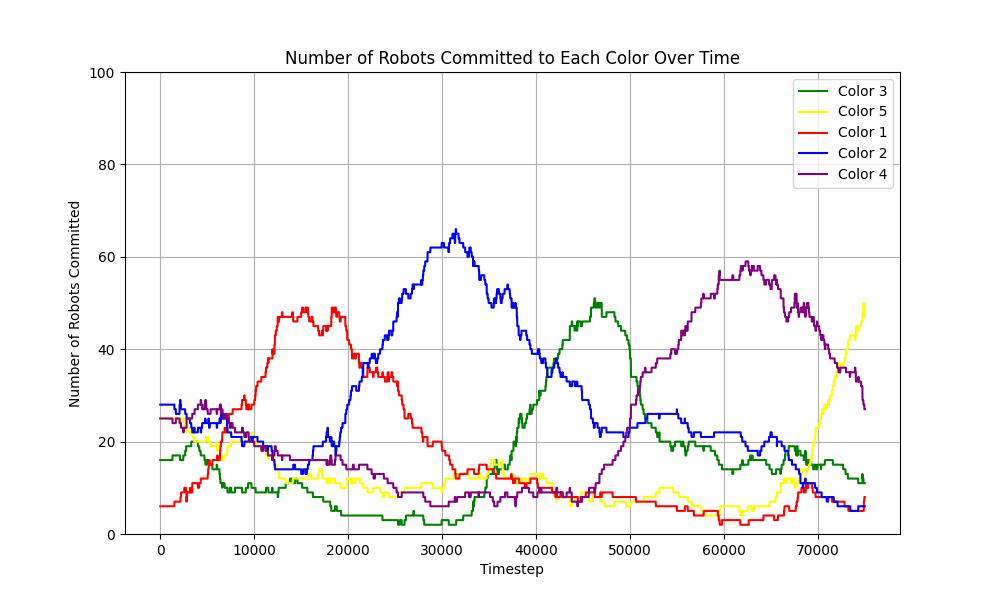 Number of Robots Committed to Each Color Over Time
Number of Robots Committed
100
80
60
40
20
0
Color 3
Color 5
Color 1
Color 2
Color 4
0 10000 20000 30000 40000 50000 60000 70000
Timestep